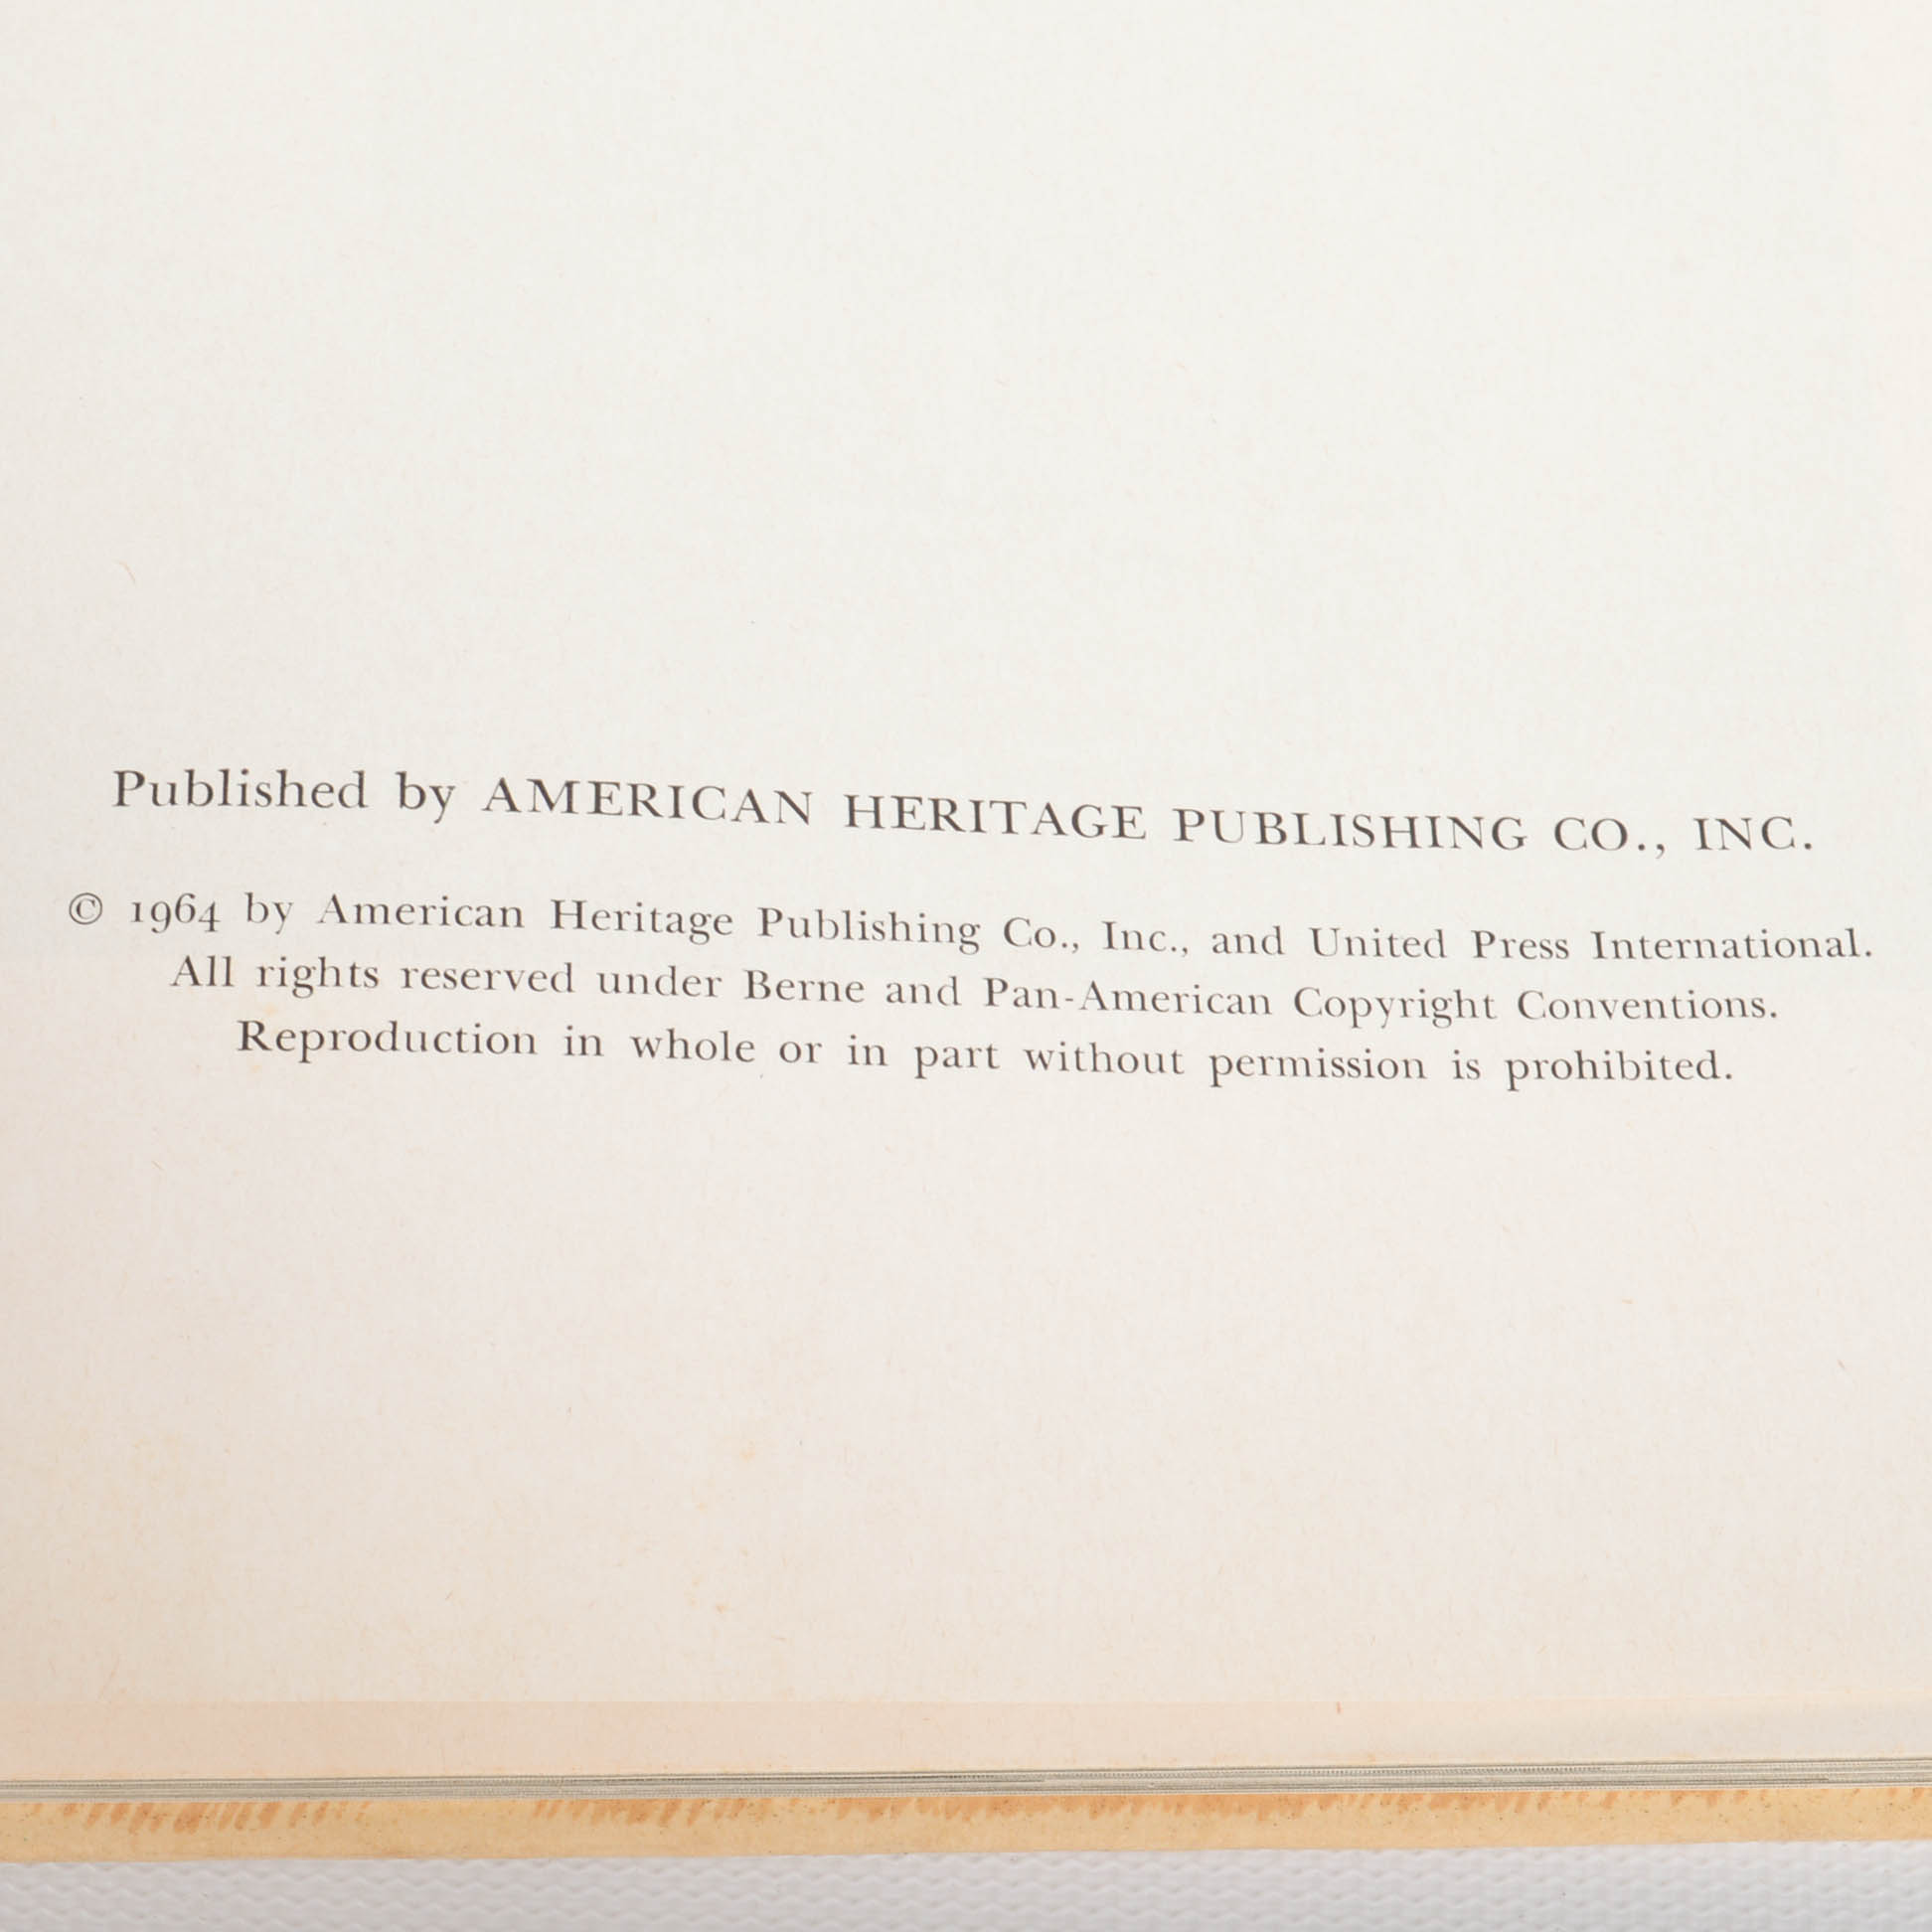 Published by AMERICAN HERITAGE PUBLISHING CO., INC.
© 1964 by American Heritage Publishing Co., Inc., and United Press International.
All rights reserved under Berne and Pan-American Copyright Conventions.
Reproduction in whole or in part without permission is prohibited.